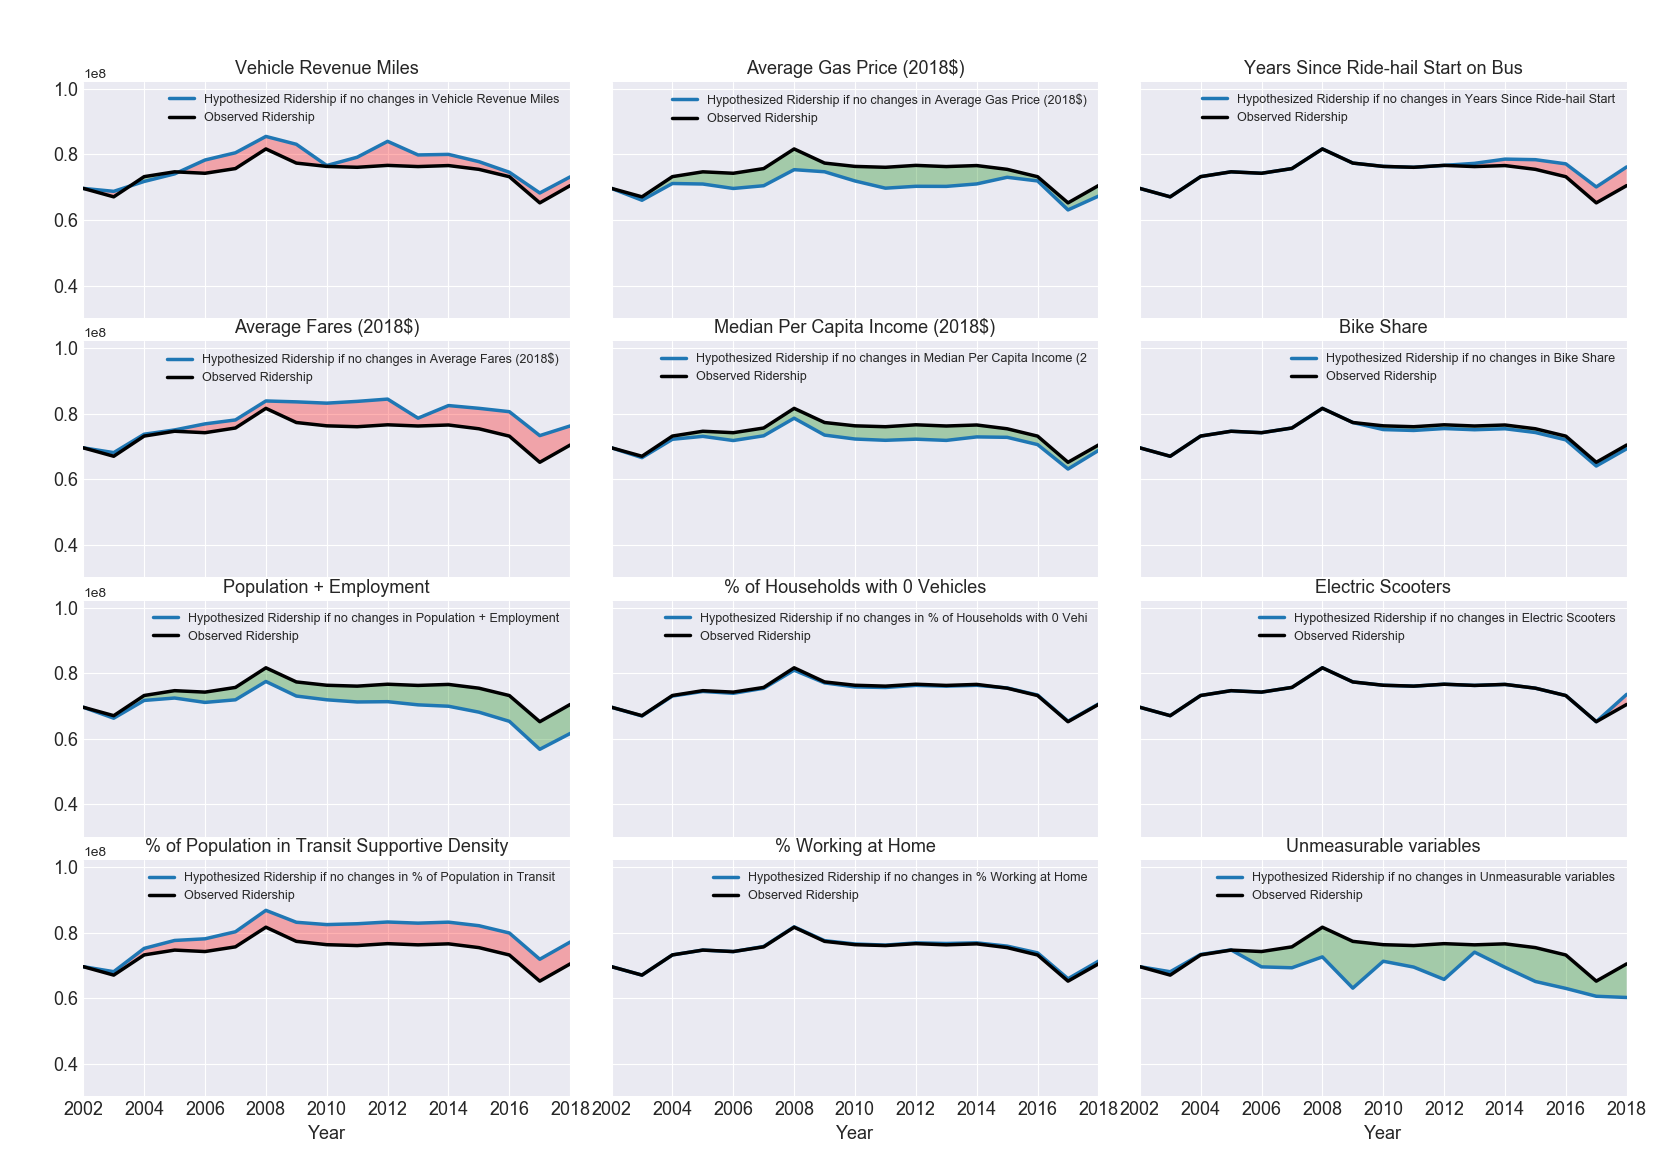 Vehicle Revenue Miles
1e8
Hypothesized Ridership if no changes in Vehicle Revenue Miles
Observed Ridership
1.0
0.8
0.6
0.4
Average Gas Price (2018$)
Hypothesized Ridership if no changes in Average Gas Price (2018$)
Observed Ridership
Years Since Ride-hail Start on Bus
Hypothesized Ridership if no changes in Years Since Ride-hail Start
Observed Ridership
Average Fares (2018$)
1e8
Hypothesized Ridership if no changes in Average Fares (2018$)
Observed Ridership
1.0
0.8
0.6
0.4
Median Per Capita Income (2018$)
Hypothesized Ridership if no changes in Median Per Capita Income (2
Observed Ridership
Bike Share
Hypothesized Ridership if no changes in Bike Share
Observed Ridership
Population + Employment
1e8
Hypothesized Ridership if no changes in Population + Employment
Observed Ridership
1.0
0.8
0.6
0.4
% of Households with 0 Vehicles
Hypothesized Ridership if no changes in % of Households with 0 Vehi
Observed Ridership
Electric Scooters
Hypothesized Ridership if no changes in Electric Scooters
Observed Ridership
% of Population in Transit Supportive Density
1e8
Hypothesized Ridership if no changes in % of Population in Transit
Observed Ridership
1.0
0.8
0.6
0.4
2002 2004 2006 2008 2010 2012 2014 2016 2018
Year
% Working at Home
Hypothesized Ridership if no changes in % Working at Home
Observed Ridership
2002 2004 2006 2008 2010 2012 2014 2016 2018
Year
Unmeasurable variables
Hypothesized Ridership if no changes in Unmeasurable variables
Observed Ridership
2002 2004 2006 2008 2010 2012 2014 2016 2018
Year